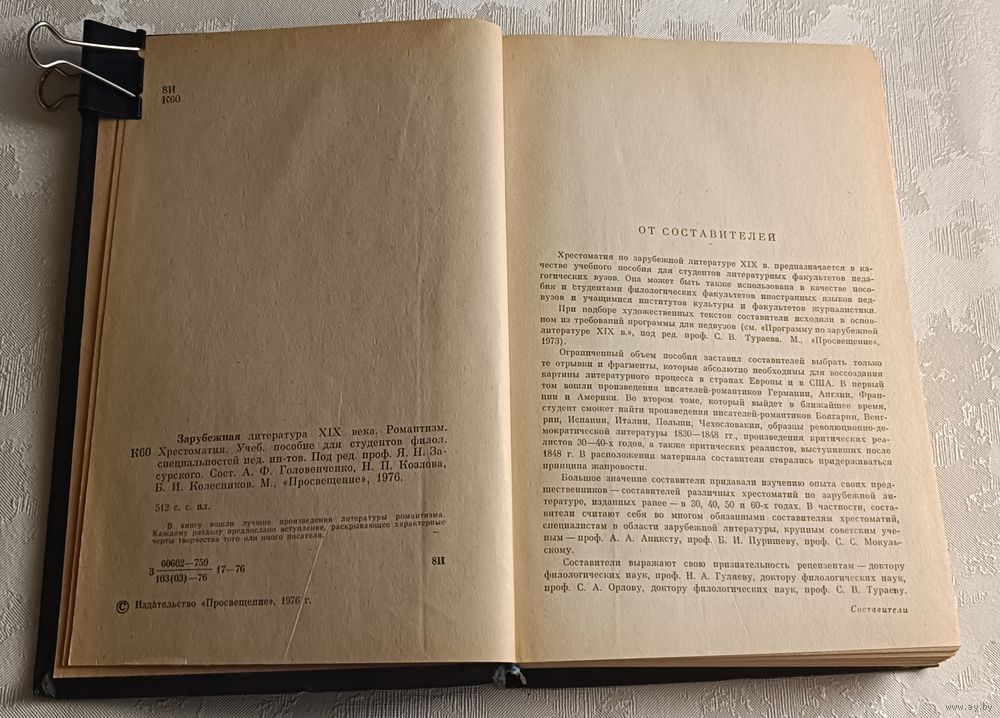 8И
К60
Зарубежная литература XIX века. Романтизм.
К60 Хрестоматия. Учеб. пособие для студентов филол.
специальностей пед. ин-тов. Под ред. проф. Я. Н. За-
сурского. Сост. А. Ф. Головенченко, Н. П. Козлова,
Б. И. Колесников. М., «Просвещение», 1976.
512 с. с. ил.
В книгу вошли лучшие произведения литературы романтизма.
Каждому разделу предпослано вступление, раскрывающее характерные
черты творчества того или иного писателя.
60602—759
З 17—76
103(03)—76
8И
© Издательство «Просвещение», 1976 г.
ОТ СОСТАВИТЕЛЕЙ
Хрестоматия по зарубежной литературе XIX в. предназначается в ка-
честве учебного пособия для студентов литературных факультетов педа-
гогических вузов. Она может быть также использована в качестве посо-
бия и студентами филологических факультетов иностранных языков пед-
вузов и учащимися институтов культуры и факультетов журналистики.
При подборе художественных текстов составители исходили в основ-
ном из требований программы для педвузов (см. «Программу по зарубежной
литературе XIX в.», под ред. проф. С. В. Тураева. М., «Просвещение»,
1973).
Ограниченный объем пособия заставил составителей выбрать только
те отрывки и фрагменты, которые абсолютно необходимы для воссоздания
картины литературного процесса в странах Европы и в США. В первый
том вошли произведения писателей-романтиков Германии, Англии, Фран-
ции и Америки. Во втором томе, который выйдет в ближайшее время,
студент сможет найти произведения писателей-романтиков Болгарии, Венг-
рии, Испании, Италии, Польши, Чехословакии, образцы революционно-де-
мократической литературы 1830—1848 гг., произведения критических реа-
листов 30—40-х годов, а также критических реалистов, выступивших после
1848 г. В расположении материала составители старались придерживаться
принципа жанровости.
Большое значение составители придавали изучению опыта своих пред-
шественников — составителей различных хрестоматий по зарубежной ли-
тературе, изданных ранее — в 30, 40, 50 и 60-х годах. В частности, соста-
вители считают себя во многом обязанными составителям хрестоматий,
специалистам в области зарубежной литературы, крупным советским уче-
ным — проф. А. А. Аниксту, проф. Б. И. Пуришеву, проф. С. С. Мокуль-
скому.
Составители выражают свою признательность рецензентам — доктору
филологических наук, проф. Н. А. Гуляеву, доктору филологических наук,
проф. С. А. Орлову, доктору филологических наук, проф. С. В. Тураеву.
Составители
www.ay.by